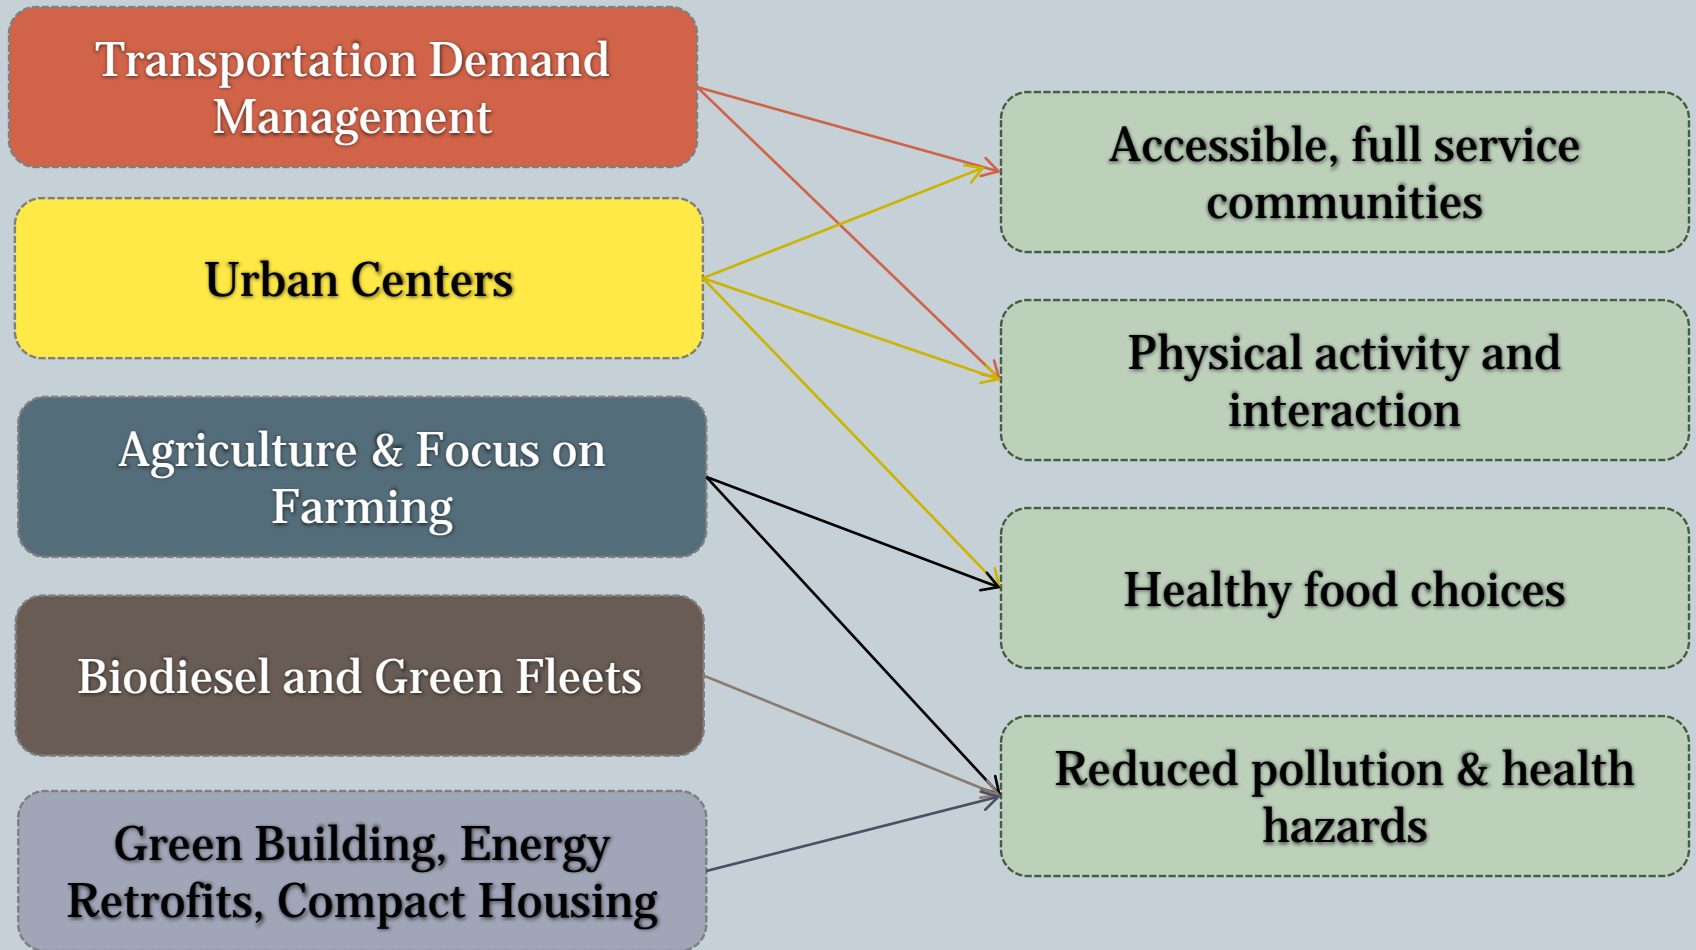 Transportation Demand
Management
Urban Centers
Agriculture & Focus on
Farming
Biodiesel and Green Fleets
Green Building, Energy
Retrofits, Compact Housing
Accessible, full service
communities
Physical activity and
interaction
Healthy food choices
Reduced pollution & health
hazards